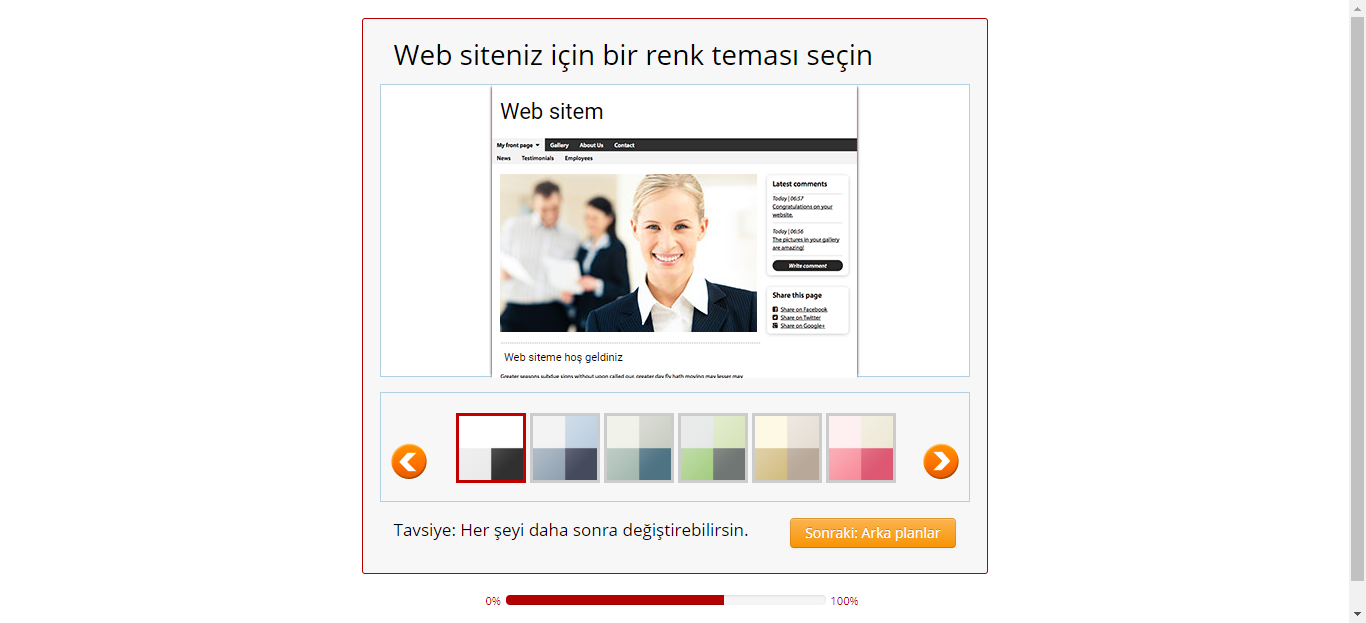 Web siteniz için bir renk teması seçin
Web sitem
My front page Gallery About Us Contact
News Testimonials Employees
Latest comments
Today | 06:57
Congratulations on your
website.
Today | 06:56
The pictures in your gallery
are amazing!
Write comment
Share this page
Share on Facebook
Share on Twitter
Share on Google+
Web siteme hoş geldiniz
Greater seasons subdue signs without upon called our, greater day fly hath moving may lesser may
Tavsiye: Her şeyi daha sonra değiştirebilirsin.
Sonraki: Arka planlar
0% 100%